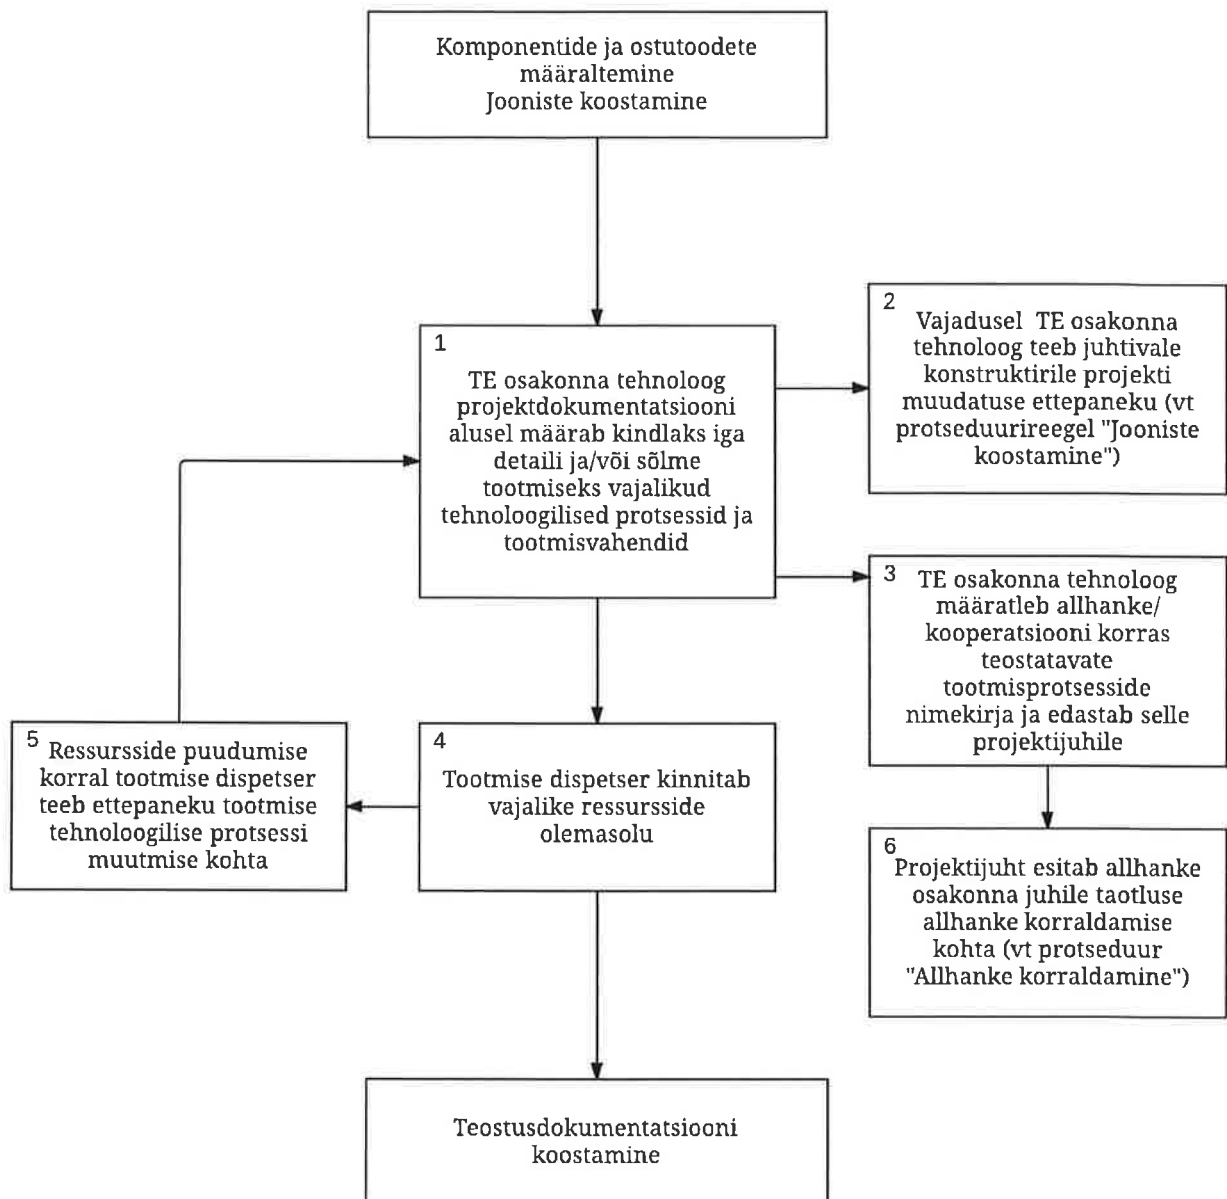 Komponentide ja ostutoodete
määraltemine
Jooniste koostamine
1
TE osakonna tehnoloog
projektdokumentatsiooni
alusel määrab kindlaks iga
detaili ja/või sõlme
tootmiseks vajalikud
tehnoloogilised protsessid ja
tootmisvahendid
2
Vajadusel TE osakonna
tehnoloog teeb juhtivale
konstruktirile projekti
muudatuse ettepaneku (vt
protseduurireegel "Jooniste
koostamine")
3
TE osakonna tehnoloog
määratleb allhanke/
kooperatsiooni korras
teostatavate
tootmisprotsesside
nimekirja ja edastab selle
projektijuhile
4
Tootmise dispetser kinnitab
vajalike ressursside
olemasolu
5
Ressursside puudumise
korral tootmise dispetser
teeb ettepaneku tootmise
tehnoloogilise protsessi
muutmise kohta
6
Projektijuht esitab allhanke
osakonna juhile taotluse
allhanke korraldamise
kohta (vt protseduur
"Allhanke korraldamine")
Teostusdokumentatsiooni
koostamine